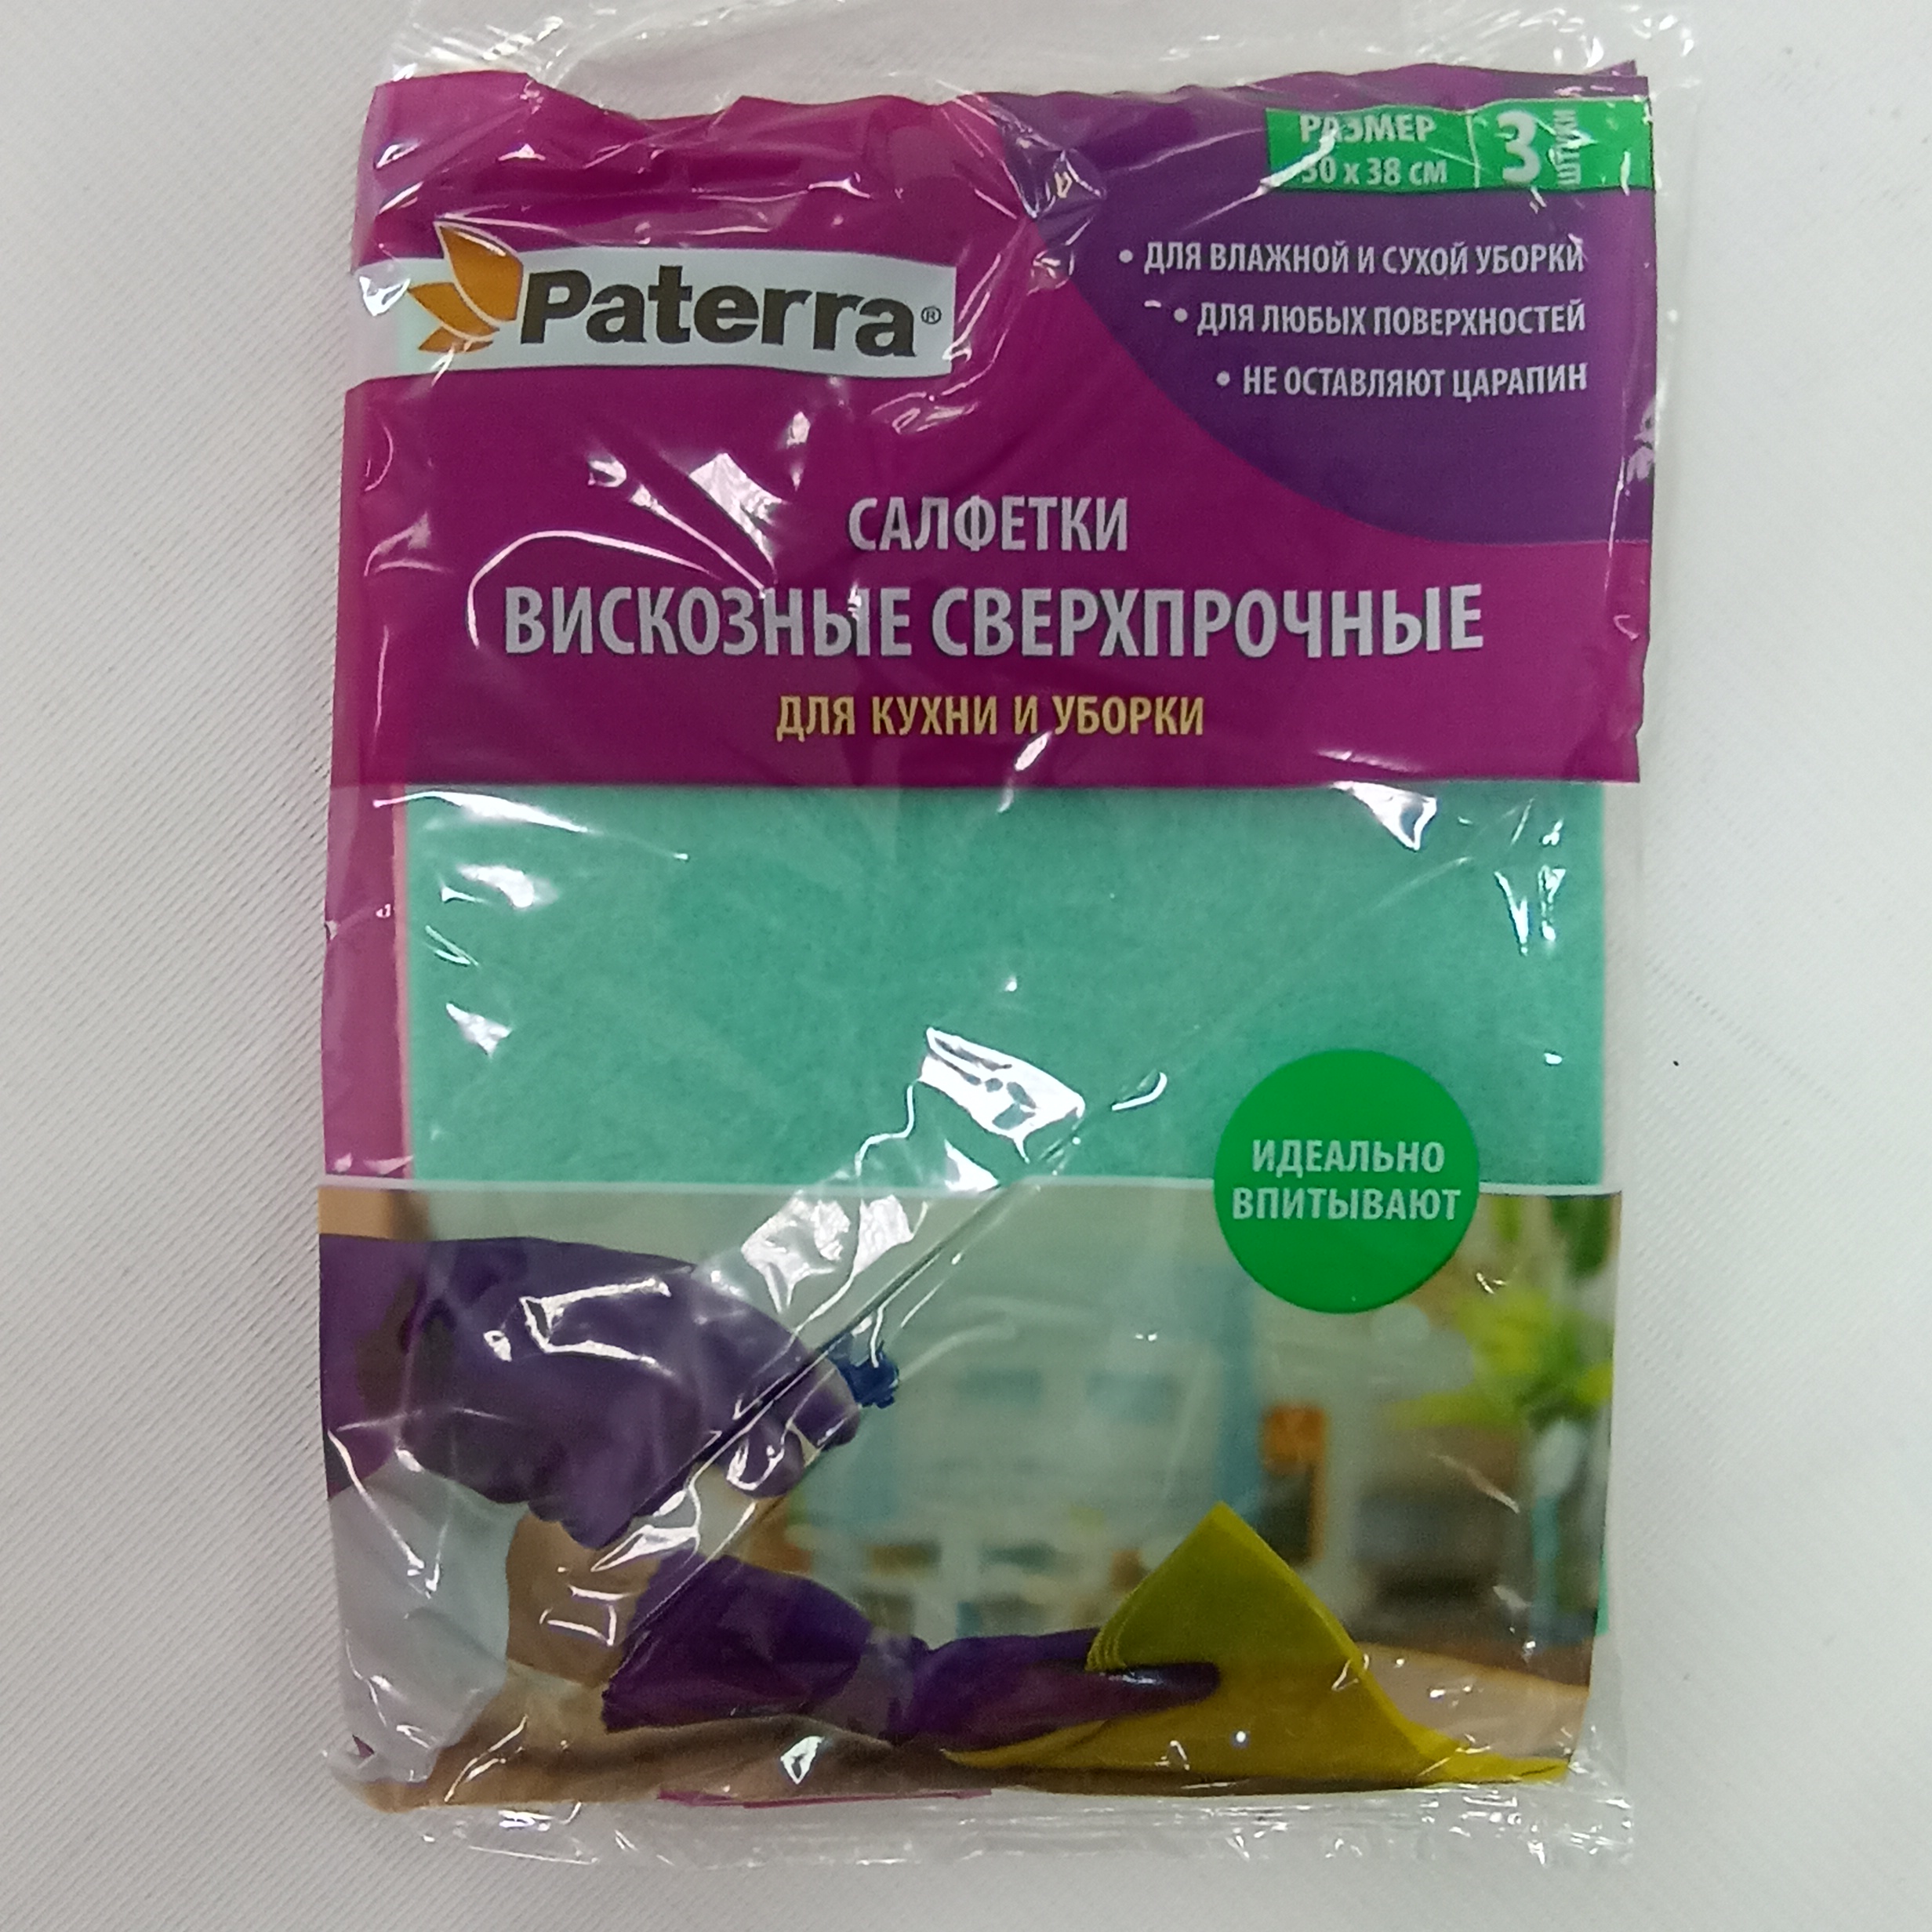 РАЗМЕР
30 x 38 см
3
ШТУКИ
Paterra®
• ДЛЯ ВЛАЖНОЙ И СУХОЙ УБОРКИ
• ДЛЯ ЛЮБЫХ ПОВЕРХНОСТЕЙ
• НЕ ОСТАВЛЯЮТ ЦАРАПИН
САЛФЕТКИ
ВИСКОЗНЫЕ СВЕРХПРОЧНЫЕ
ДЛЯ КУХНИ И УБОРКИ
ИДЕАЛЬНО
ВПИТЫВАЮТ